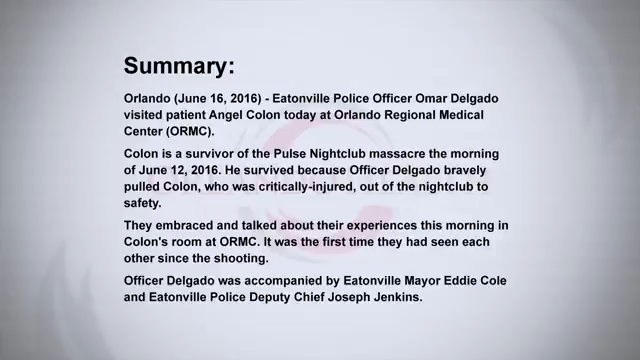 Summary:
Orlando (June 16, 2016) - Eatonville Police Officer Omar Delgado
visited patient Angel Colon today at Orlando Regional Medical
Center (ORMC).
Colon is a survivor of the Pulse Nightclub massacre the morning
of June 12, 2016. He survived because Officer Delgado bravely
pulled Colon, who was critically-injured, out of the nightclub to
safety.
They embraced and talked about their experiences this morning in
Colon's room at ORMC. It was the first time they had seen each
other since the shooting.
Officer Delgado was accompanied by Eatonville Mayor Eddie Cole
and Eatonville Police Deputy Chief Joseph Jenkins.